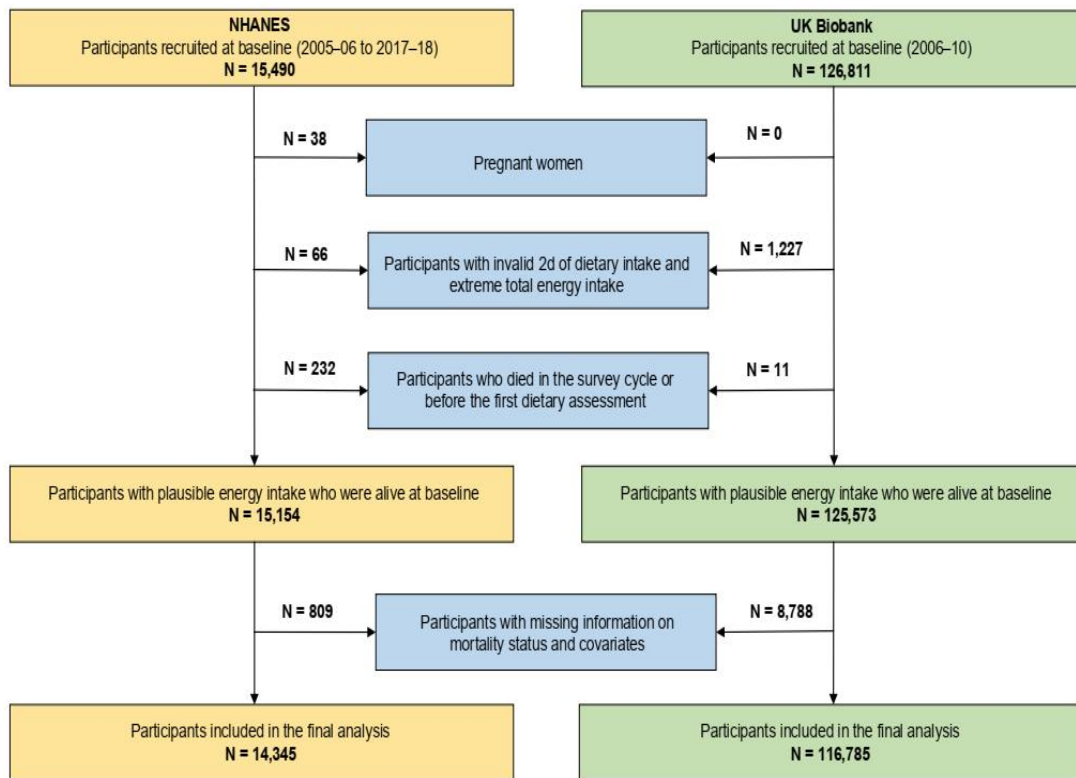 NHANES
Participants recruited at baseline (2005–06 to 2017–18)
N = 15,490
UK Biobank
Participants recruited at baseline (2006–10)
N = 126,811
N = 38
Pregnant women
N = 0
N = 66
Participants with invalid 2d of dietary intake and
extreme total energy intake
N = 1,227
N = 232
Participants who died in the survey cycle or
before the first dietary assessment
N = 11
Participants with plausible energy intake who were alive at baseline
N = 15,154
Participants with plausible energy intake who were alive at baseline
N = 125,573
N = 809
Participants with missing information on
mortality status and covariates
N = 8,788
Participants included in the final analysis
N = 14,345
Participants included in the final analysis
N = 116,785